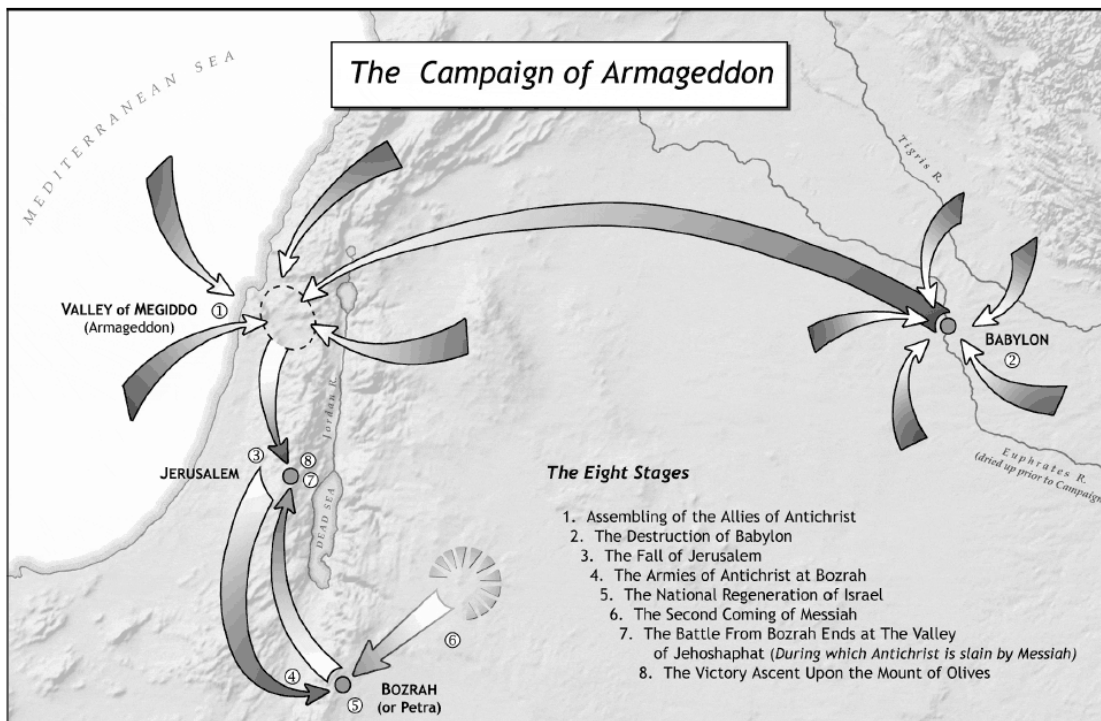 The Campaign of Armageddon
MEDITERRANEAN SEA
Tigris R.
VALLEY of MEGIDDO
(Armageddon)
①
BABYLON
②
Jordan R.
Euphrates R.
(dried up prior to Campaign)
③
JERUSALEM
⑧
⑦
DEAD SEA
The Eight Stages
1. Assembling of the Allies of Antichrist
2. The Destruction of Babylon
3. The Fall of Jerusalem
4. The Armies of Antichrist at Bozrah
5. The National Regeneration of Israel
6. The Second Coming of Messiah
7. The Battle From Bozrah Ends at The Valley
of Jehoshaphat (During which Antichrist is slain by Messiah)
8. The Victory Ascent Upon the Mount of Olives
⑥
④
⑤
BOZRAH
(or Petra)